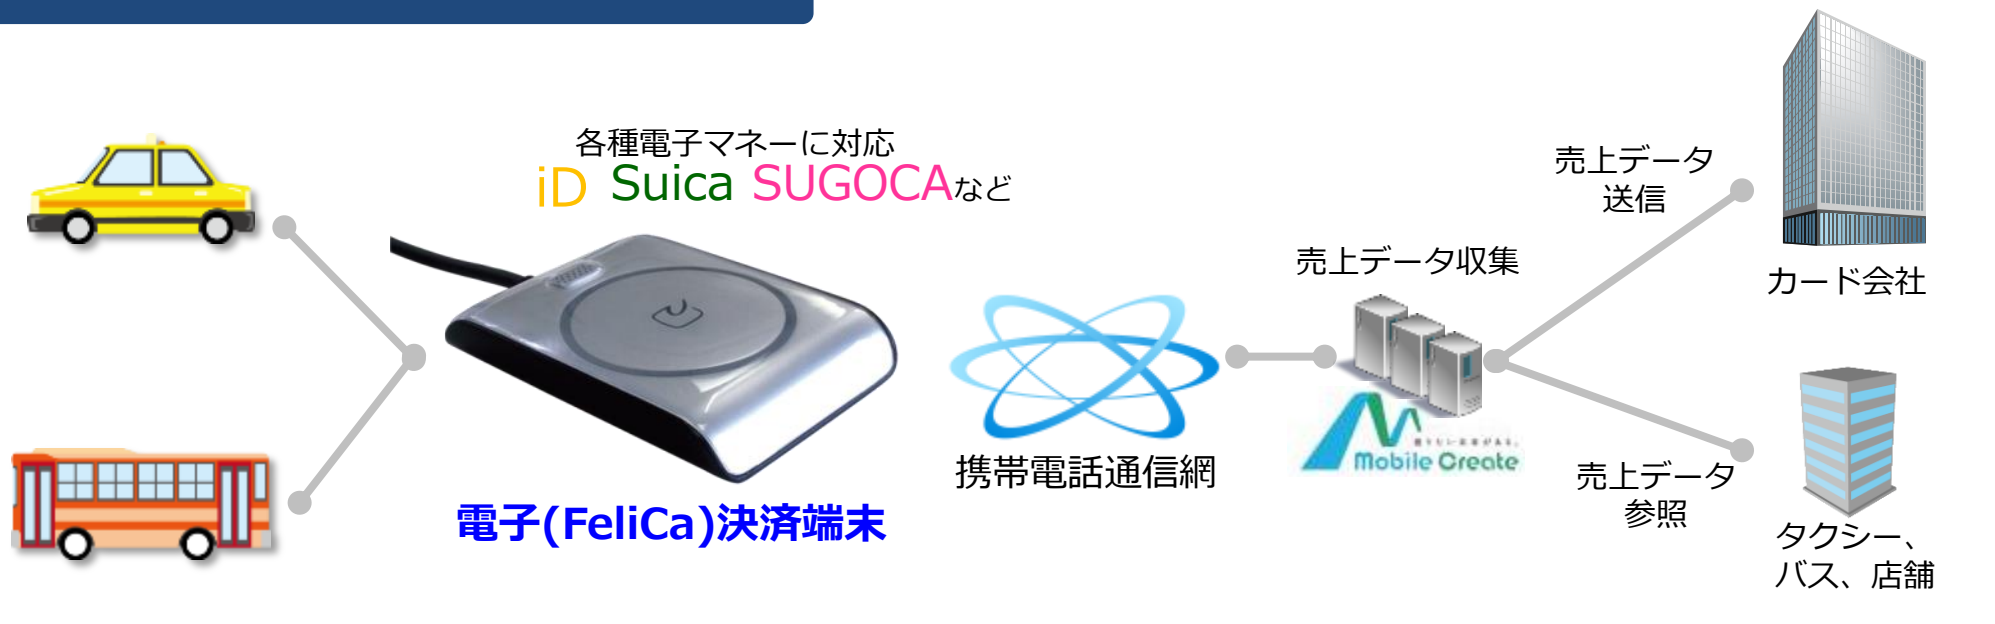 各種電子マネーに対応
iD Suica SUGOCAなど
電子(FeliCa)決済端末
携帯電話通信網
売上データ収集
Mobile Create
売上データ
送信
カード会社
売上データ
参照
タクシー、
バス、店舗